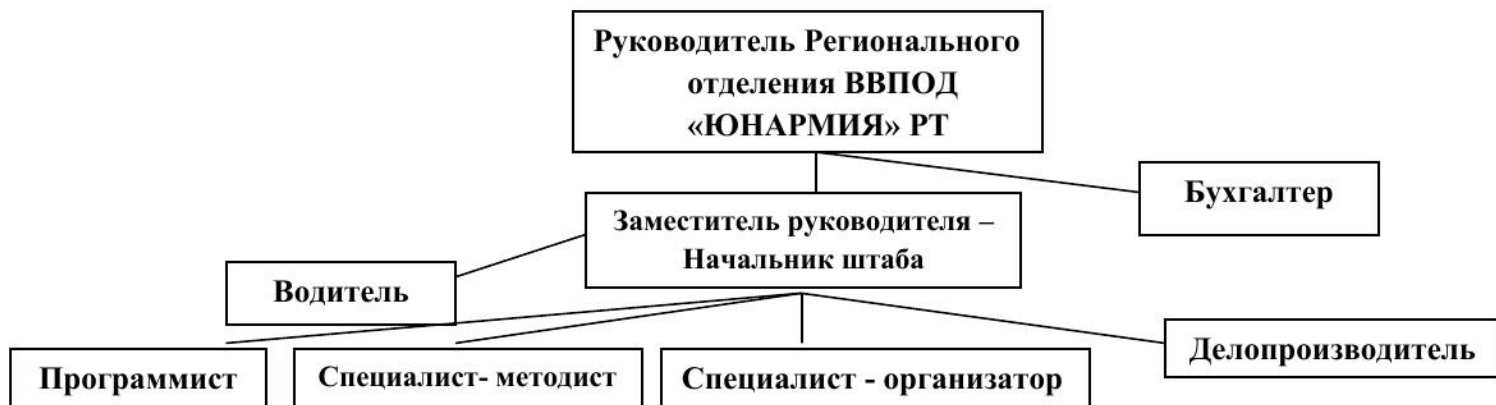 Руководитель Регионального
отделения ВВПОД
«ЮНАРМИЯ» РТ
Бухгалтер
Заместитель руководителя –
Начальник штаба
Водитель
Делопроизводитель
Программист
Специалист- методист
Специалист - организатор